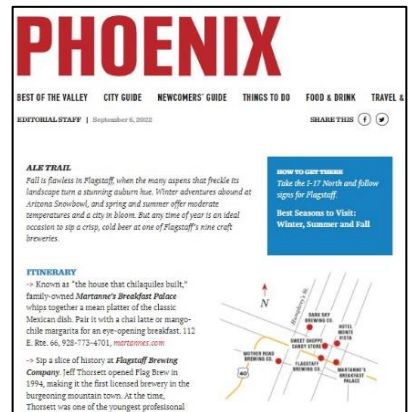 PHOENIX
BEST OF THE VALLEY CITY GUIDE NEWCOMERS' GUIDE THINGS TO DO FOOD & DRINK TRAVEL &
EDITORIAL STAFF | September 6, 2022 SHARE THIS
ALE TRAIL
Fall is flawless in Flagstaff, when the many aspens that freckle its
landscape turn a stunning auburn hue. Winter adventures abound at
Arizona Snowbowl, and spring and summer offer moderate
temperatures and a city in bloom. But any time of year is an ideal
occasion to sip a crisp, cold beer at one of Flagstaff's nine craft
breweries.
HOW TO GET THERE
Take the I-17 North and follow
signs for Flagstaff.
Best Seasons to Visit:
Winter, Summer and Fall
ITINERARY
-> Known as "the house that chilaquiles built,"
family-owned Martanne's Breakfast Palace
whips together a mean platter of the classic
Mexican dish. Pair it with a chai latte or mango-
chile margarita for an eye-opening breakfast. 112
E. Rte. 66, 928-773-4701, martannes.com
-> Sip a slice of history at Flagstaff Brewing
Company. Jeff Thorsett opened Flag Brew in
1994, making it the first licensed brewery in the
burgeoning mountain town. At the time,
Thorsett was one of the youngest professional
N
Humphrey's St.
DARK SKY
BREWING CO.
HOTEL
MONTE
VISTA
SWEET SHOPPE
CANDY STORE
MOTHER ROAD
BREWING CO.
FLAGSTAFF
BREWING CO.
MARTANNE'S
BREAKFAST
PALACE
40